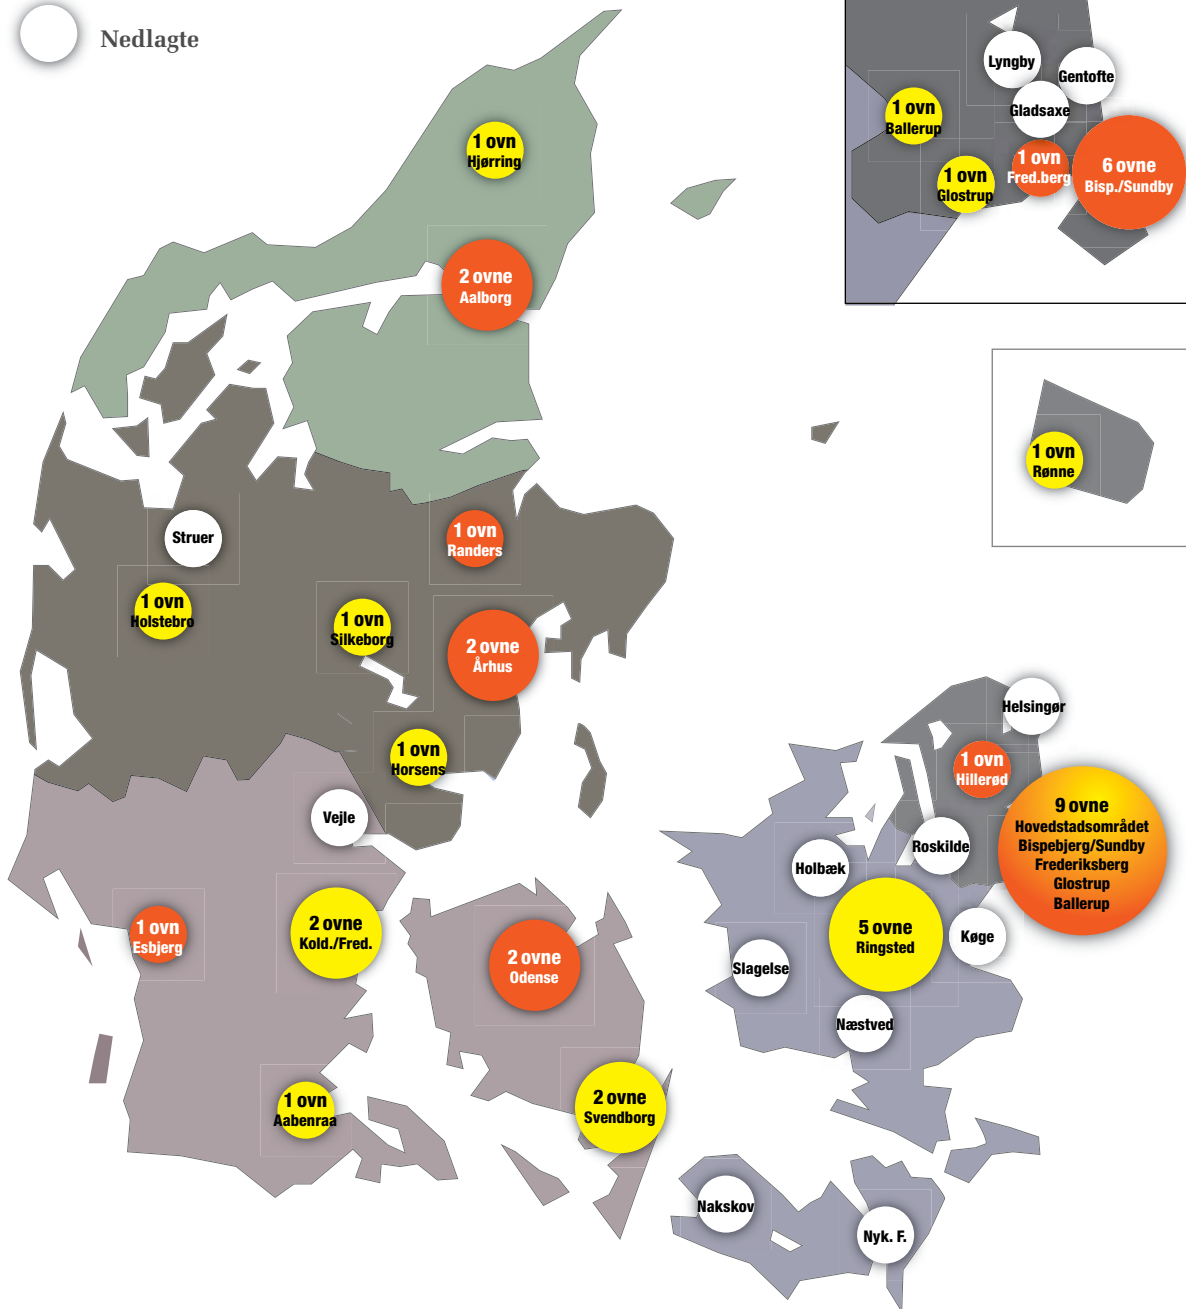 Nedlagte
Lyngby
Gentofte
Gladsaxe
1 ovn
Ballerup
1 ovn
Glostrup
1 ovn
Fred.berg
6 ovne
Bisp./Sundby
1 ovn
Hjørring
2 ovne
Aalborg
1 ovn
Rønne
Struer
1 ovn
Randers
1 ovn
Holstebro
1 ovn
Silkeborg
2 ovne
Århus
1 ovn
Horsens
Vejle
1 ovn
Esbjerg
2 ovne
Kold./Fred.
2 ovne
Odense
1 ovn
Aabenraa
2 ovne
Svendborg
Helsingør
1 ovn
Hillerød
9 ovne
Hovedstadsområdet
Bispebjerg/Sundby
Frederiksberg
Glostrup
Ballerup
Roskilde
Holbæk
5 ovne
Ringsted
Køge
Slagelse
Næstved
Nakskov
Nyk. F.